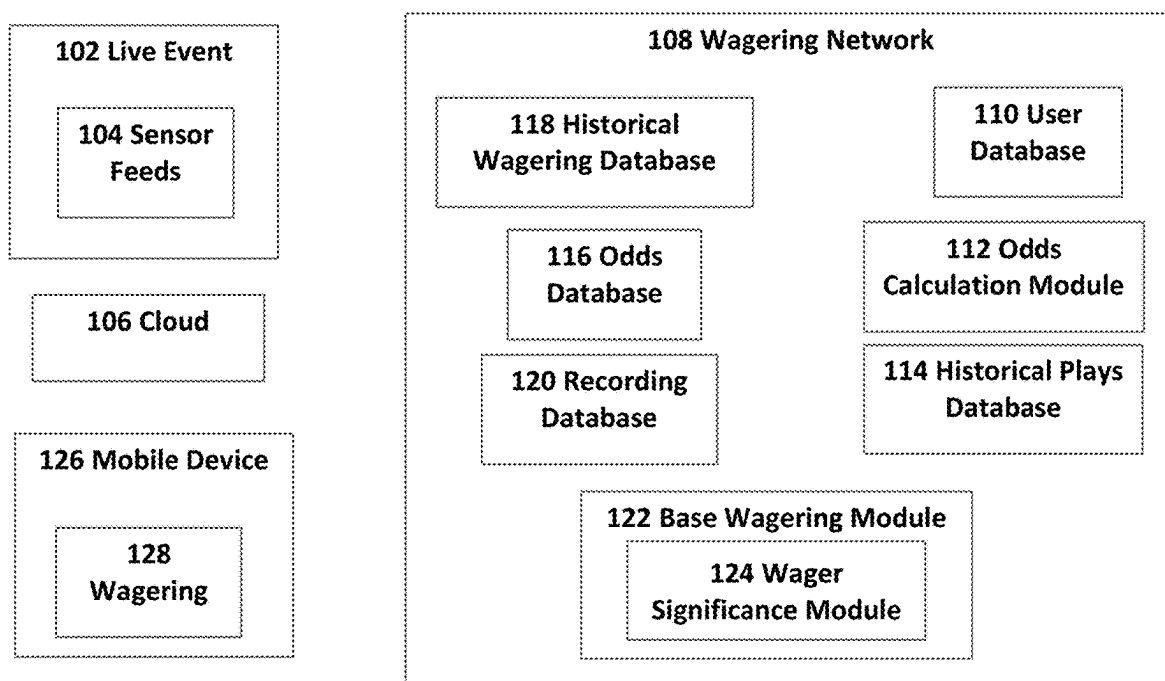 102 Live Event
104 Sensor
Feeds
106 Cloud
126 Mobile Device
128
Wagering
108 Wagering Network
118 Historical
Wagering Database
110 User
Database
116 Odds
Database
112 Odds
Calculation Module
120 Recording
Database
114 Historical Plays
Database
122 Base Wagering Module
124 Wager
Significance Module